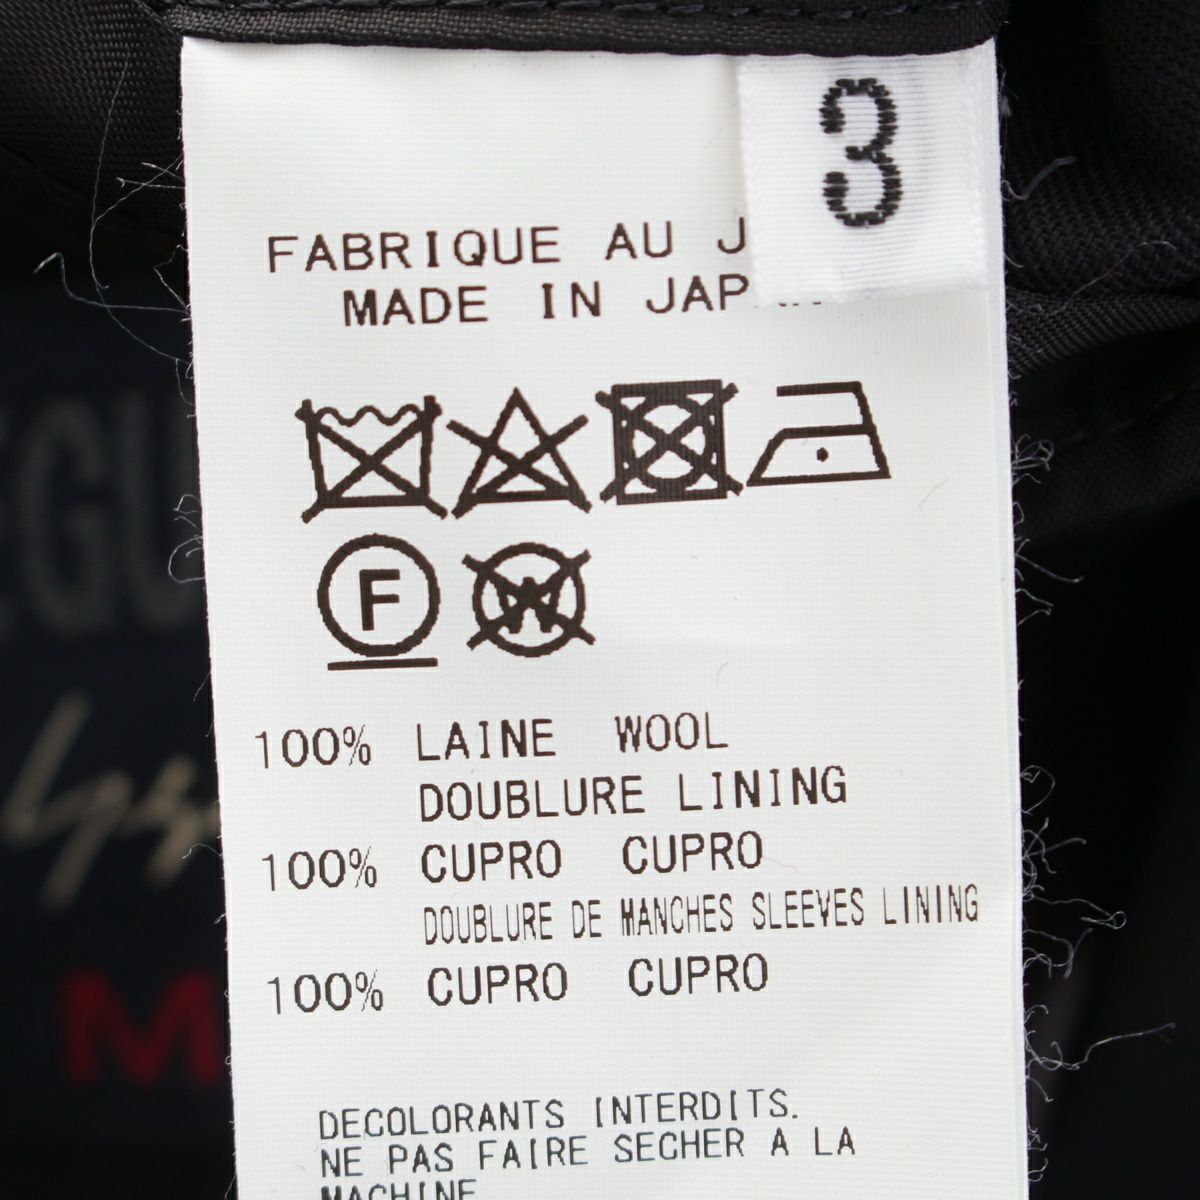 3
FABRIQUE AU
MADE IN
F
W
100% LAINE WOOL
DOUBLURE LINING
100% CUPRO CUPRO
DOUBLURE DE MANCHES SLEEVES LINING
100% CUPRO CUPRO
DECOLORANTS INTERDITS.
NE PAS FAIRE SECHER A LA
MACHINE
M